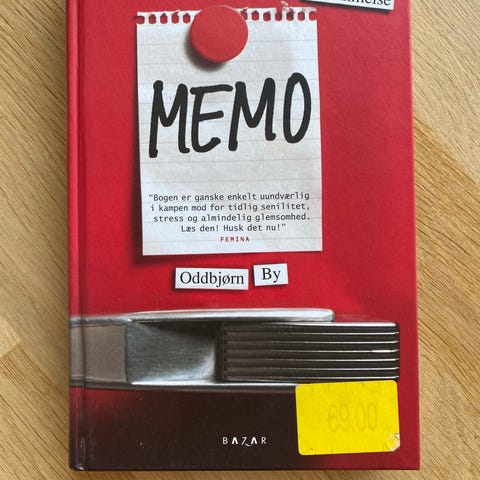 MEMO
"Bogen er ganske enkelt uundværlig
i kampen mod for tidlig senilitet,
stress og almindelig glemsomhed.
Læs den! Husk det nu!"
FEMINA
Oddbjørn By
69.00
BAZAR